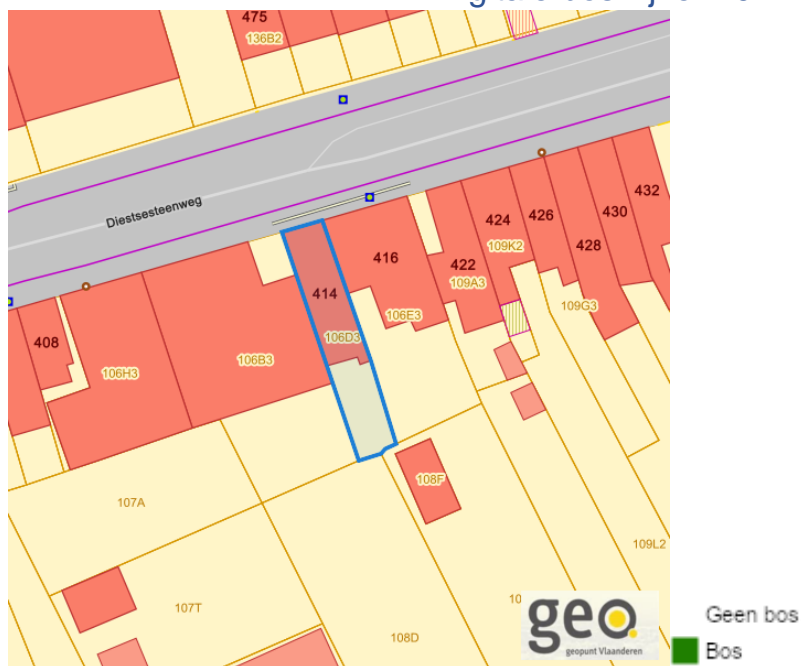 475
136B2
Diestsesteenweg
432
430
426
424
428
416
109K2
422
109A3
109G3
414
106E3
106D3
408
106B3
106H3
108F
107A
109L2
107T
108D
geo
geopunt Vlaanderen
Geen bos
Bos